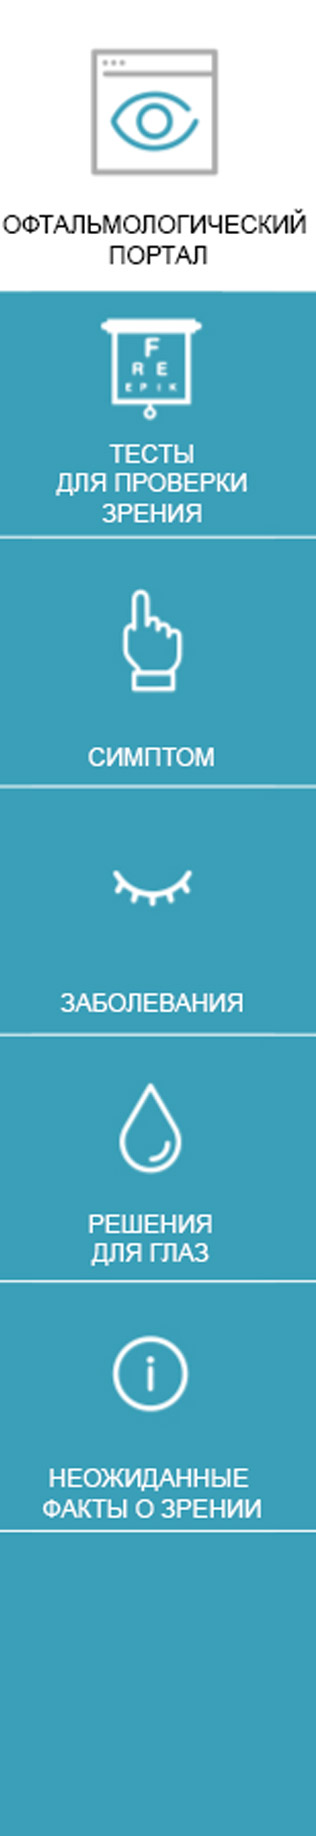 ОФТАЛЬМОЛОГИЧЕСКИЙ
ПОРТАЛ
F
R E
E P I K
ТЕСТЫ
ДЛЯ ПРОВЕРКИ
ЗРЕНИЯ
СИМПТОМ
ЗАБОЛЕВАНИЯ
РЕШЕНИЯ
ДЛЯ ГЛАЗ
i
НЕОЖИДАННЫЕ
ФАКТЫ О ЗРЕНИИ